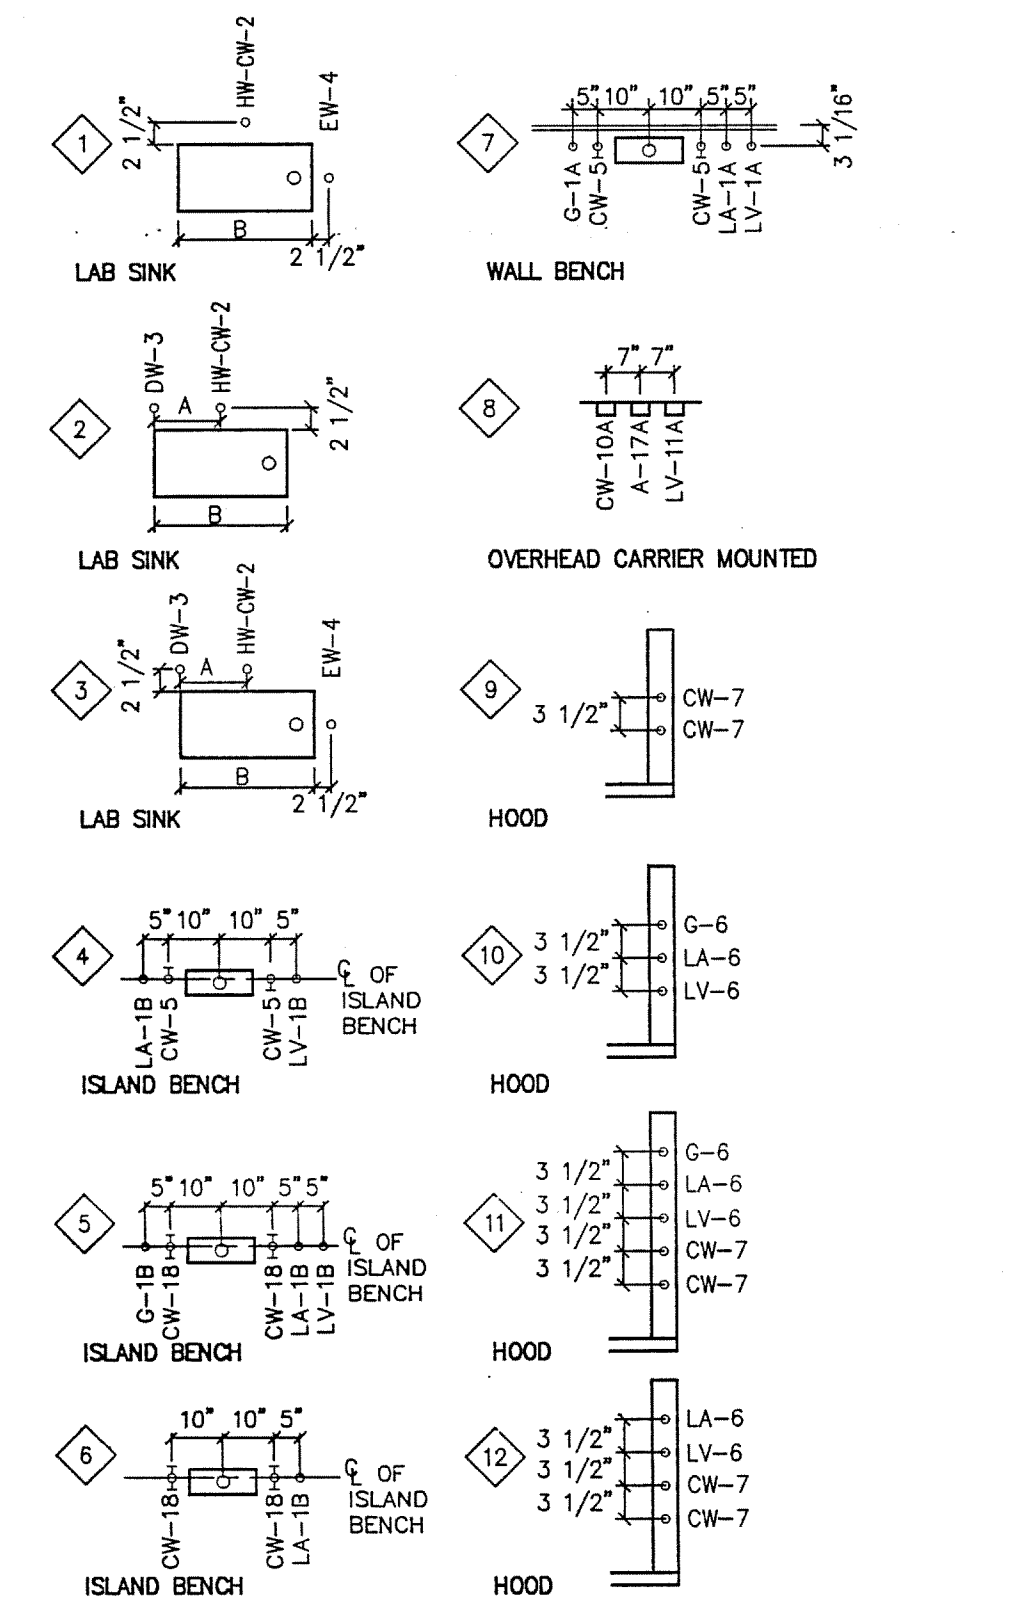 1
2 1/2"
HW-CW-2
EW-4
B
2 1/2"
LAB SINK
2
DW-3
HW-CW-2
A
2 1/2"
B
LAB SINK
3
2 1/2"
DW-3
HW-CW-2
A
EW-4
B
2 1/2"
LAB SINK
4
5" 10" 10" 5"
LA-1B
CW-5
CW-5
LV-1B
℄ OF
ISLAND
BENCH
ISLAND BENCH
5
5" 10" 10" 5" 5"
G-1B
CW-18
CW-18
LA-1B
LV-1B
℄ OF
ISLAND
BENCH
ISLAND BENCH
6
10" 10" 5"
CW-18
CW-18
LA-1B
℄ OF
ISLAND
BENCH
ISLAND BENCH
7
5" 10" 10" 5" 5"
3 1/16"
G-1A
CW-5
CW-5
LA-1A
LV-1A
WALL BENCH
8
7" 7"
CW-10A
A-17A
LV-11A
OVERHEAD CARRIER MOUNTED
9
3 1/2"
CW-7
CW-7
HOOD
10
3 1/2"
3 1/2"
G-6
LA-6
LV-6
HOOD
11
3 1/2"
3 1/2"
3 1/2"
3 1/2"
G-6
LA-6
LV-6
CW-7
CW-7
HOOD
12
3 1/2"
3 1/2"
3 1/2"
LA-6
LV-6
CW-7
CW-7
HOOD